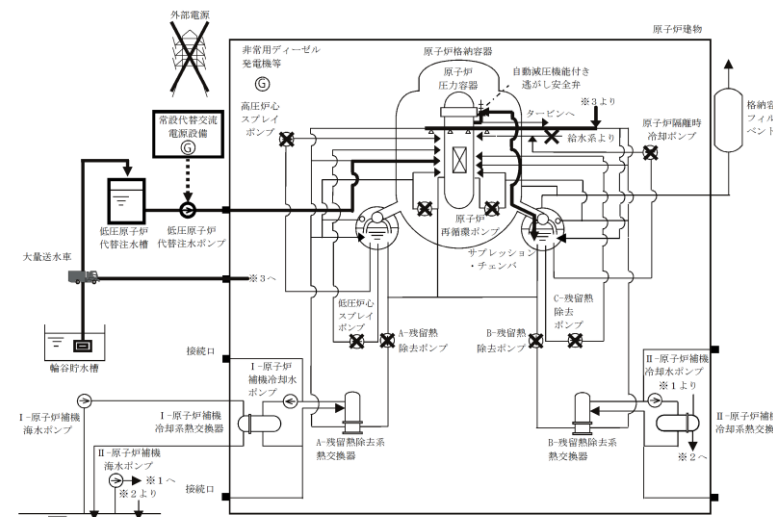 外部電源
原子炉建物
非常用ディーゼル
発電機等
G
原子炉格納容器
原子炉
圧力容器
自動減圧機能付き
逃がし安全弁
高圧炉心
スプレイ
ポンプ
タービンへ
※3より
給水系より
原子炉隔離時
冷却ポンプ
格納容
フィル
ベント
常設代替交流
電源設備
G
低圧原子炉
代替注水槽
低圧原子炉
代替注水ポンプ
原子炉
再循環ポンプ
サプレッション
・チェンバ
大量送水車
※3へ
低圧炉心
スプレイ
ポンプ
A-残留熱
除去ポンプ
B-残留熱
除去ポンプ
C-残留熱
除去
ポンプ
輪谷貯水槽
接続口
I-原子炉
補機冷却水
ポンプ
II-原子炉補機
冷却水ポンプ
※1より
I-原子炉補機
海水ポンプ
I-原子炉補機
冷却系熱交換器
II-原子炉補機
海水ポンプ
※1へ
※2より
A-残留熱除去系
熱交換器
B-残留熱除去系
熱交換器
II-原子炉補機
冷却系熱交換
※2へ
接続口